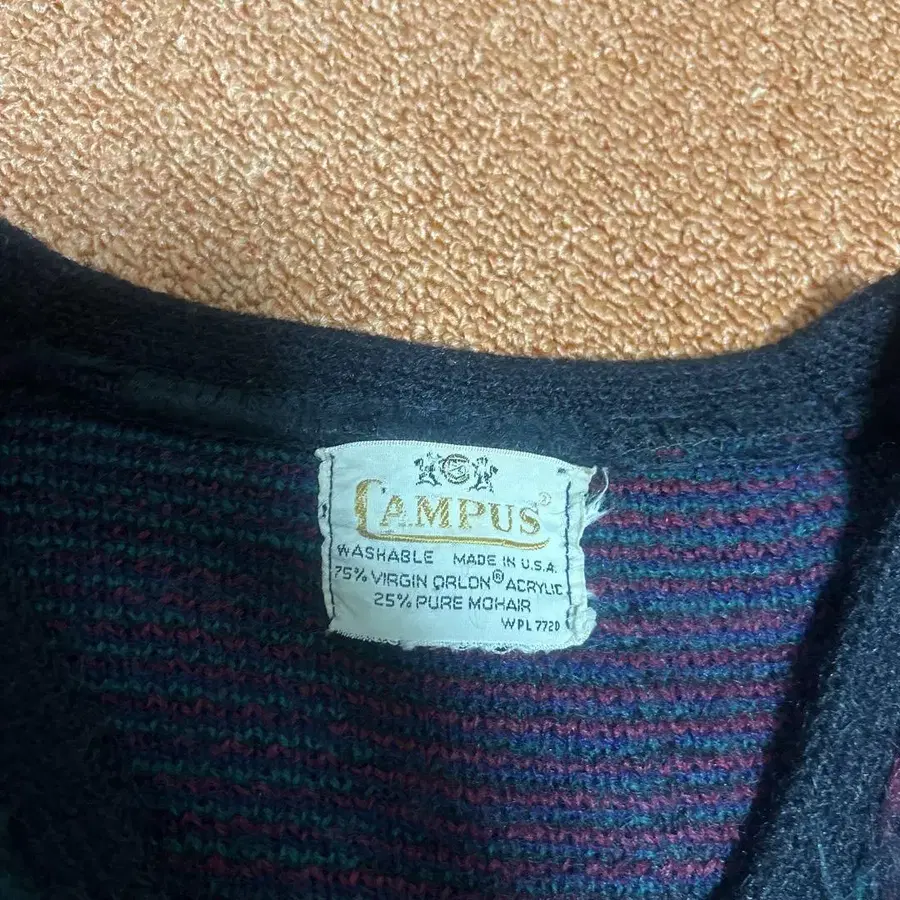 CAMPUS®
WASHABLE MADE IN U.S.A.
75% VIRGIN ORLON® ACRYLIC
25% PURE MOHAIR
WPL 7720